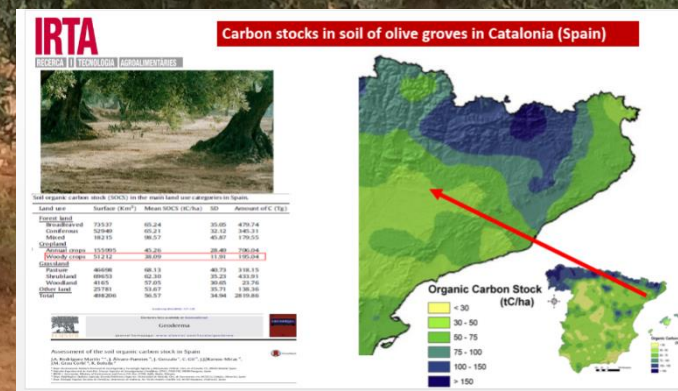 IRTA
RECERCA I TECNOLOGIA AGROALIMENTÀRIES
Carbon stocks in soil of olive groves in Catalonia (Spain)
Soil organic carbon stock (SOCS) in the main land use categories in Spain.
Land use Surface (Km²) Mean SOCS (tC/ha) SD Amount of C (Tg)
Forest land
Broadleaved 73537 65.24 35.05 479.74
Coniferous 52949 65.21 32.12 345.31
Mixed 18215 98.57 45.87 179.55
Cropland
Annual crops 155095 45.26 28.49 706.04
Woody crops 51212 38.09 11.91 195.04
Grassland
Pasture 46696 68.13 40.73 318.15
Shrubland 69653 62.30 35.23 433.91
Woodland 4165 57.05 30.05 23.76
Other land 25781 53.67 35.71 138.36
Total 498206 56.57 34.94 2819.86
Geoderma
Assessment of the soil organic carbon stock in Spain
Organic Carbon Stock
(tC/ha)
< 30
30 - 50
50 - 75
75 - 100
100 - 150
> 150